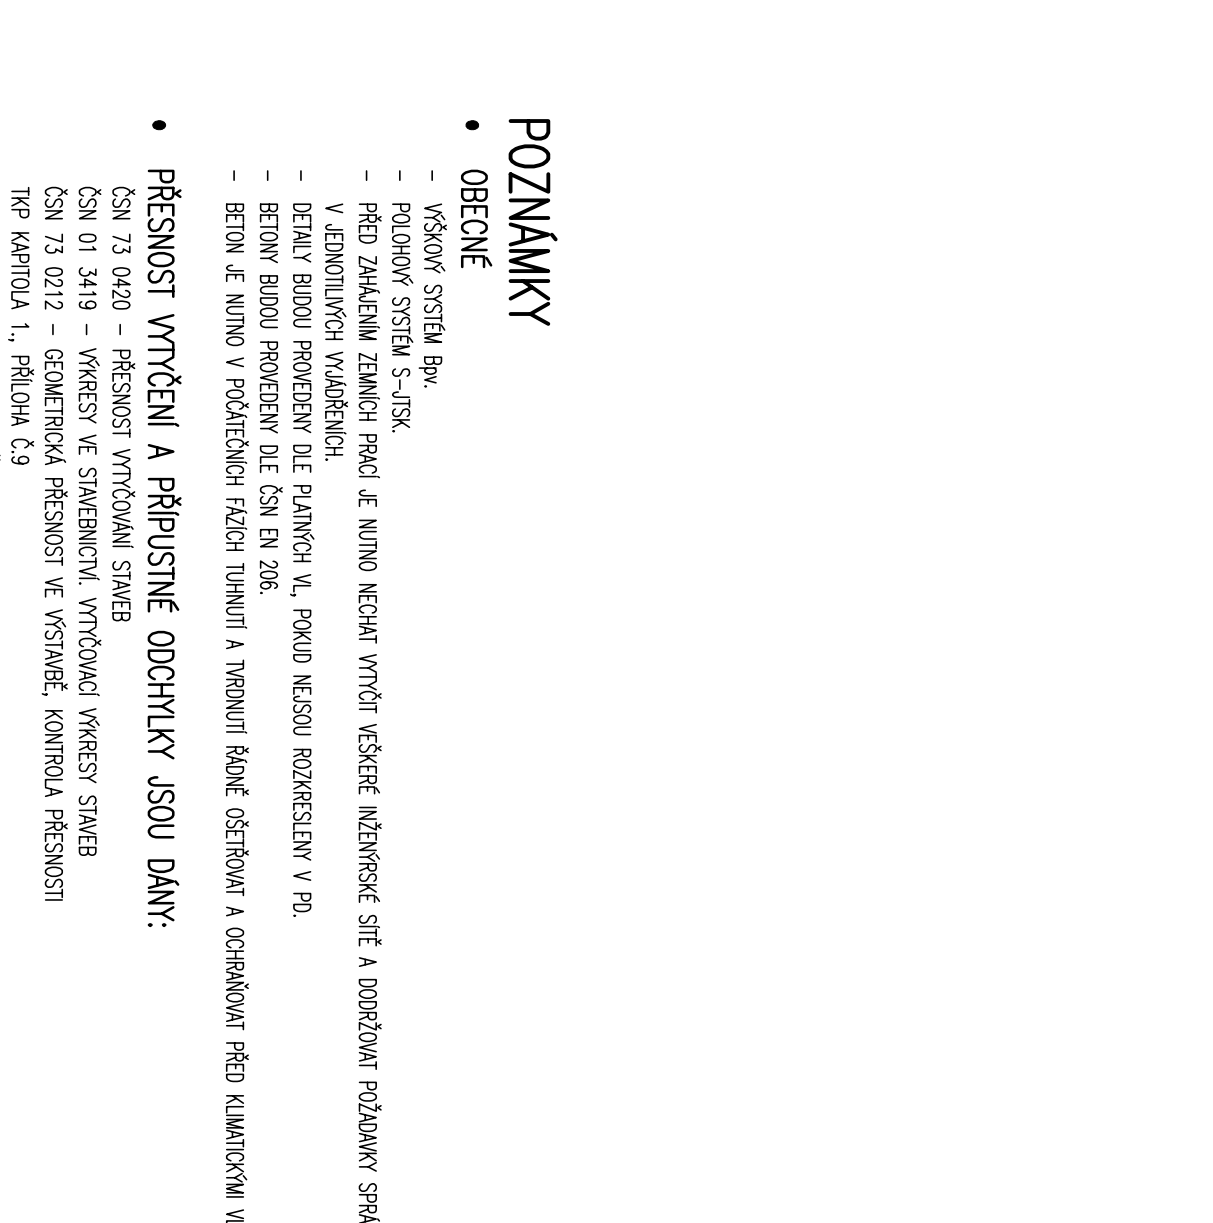 POZNÁMKY
• OBECNÉ
– VÝŠKOVÝ SYSTÉM Bpv.
– POLOHOVÝ SYSTÉM S–JTSK.
– PŘED ZAHÁJENÍM ZEMNÍCH PRACÍ JE NUTNO NECHAT VYTYČIT VEŠKERÉ INŽENÝRSKÉ SÍTĚ A DODRŽOVAT POŽADAVKY
V JEDNOTILIVÝCH VYJÁDŘENÍCH.
– DETAILY BUDOU PROVEDENY DLE PLATNÝCH VL, POKUD NEJSOU ROZKRESLENY V PD.
– BETONY BUDOU PROVEDENY DLE ČSN EN 206.
– BETON JE NUTNO V POČÁTEČNÍCH FÁZÍCH TUHNUTÍ A TVRDNUTÍ ŘÁDNĚ OŠETŘOVAT A OCHRAŇOVAT PŘED KLIMATICKÝMI
• PŘESNOST VYTYČENÍ A PŘÍPUSTNÉ ODCHYLKY JSOU DÁNY:
ČSN 73 0420 – PŘESNOST VYTYČOVÁNÍ STAVEB
ČSN 01 3419 – VÝKRESY VE STAVEBNICTVÍ. VYTYČOVACÍ VÝKRESY STAVEB
ČSN 73 0212 – GEOMETRICKÁ PŘESNOST VE VÝSTAVBĚ, KONTROLA PŘESNOSTI
TKP KAPITOLA 1., PŘÍLOHA Č.9